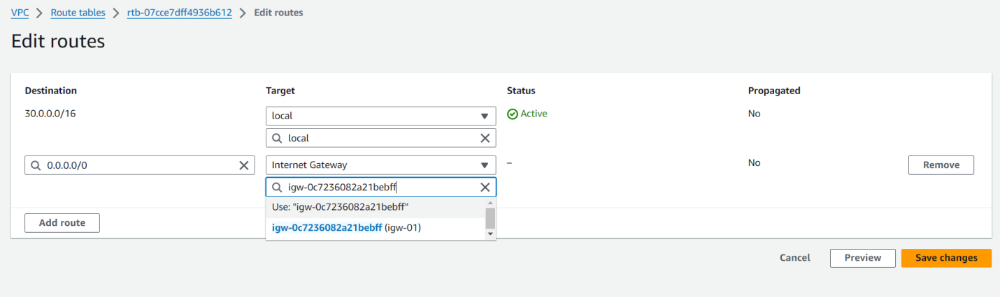 VPC > Route tables > rtb-07cce7dff4936b612 > Edit routes
Edit routes
Destination Target Status Propagated
30.0.0.0/16 local Active No
local
0.0.0.0/0 Internet Gateway – No Remove
igw-0c7236082a21bebff
Use: "igw-0c7236082a21bebff"
Add route
igw-0c7236082a21bebff (igw-01)
Cancel Preview Save changes